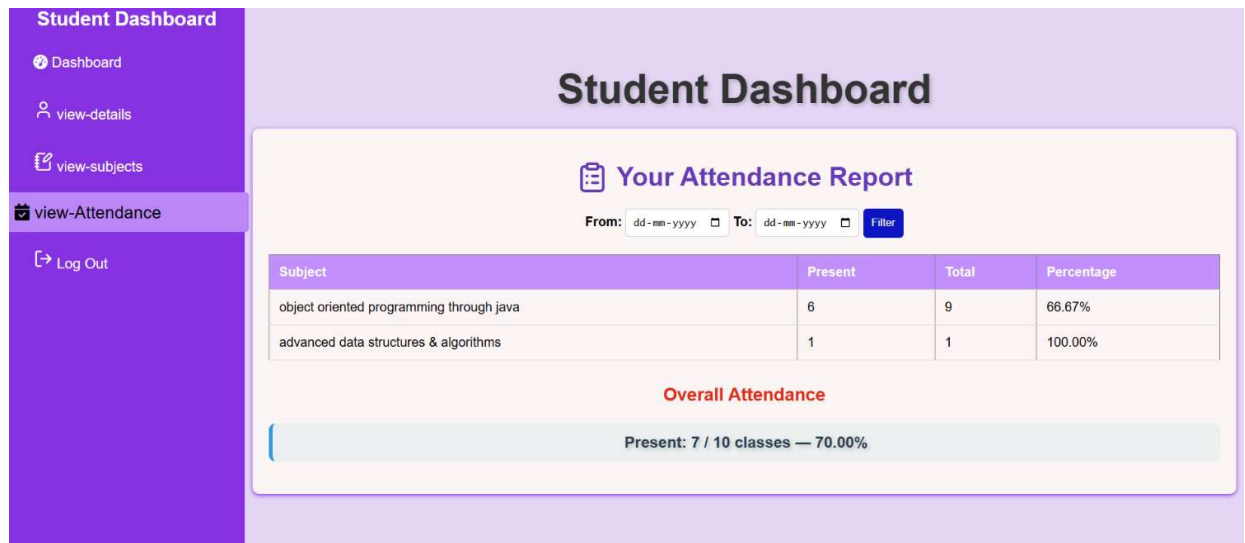 Student Dashboard
Dashboard
view-details
view-subjects
view-Attendance
Log Out
Student Dashboard
Your Attendance Report
From: dd-mm-yyyy To: dd-mm-yyyy Filter
Subject Present Total Percentage
object oriented programming through java 6 9 66.67%
advanced data structures & algorithms 1 1 100.00%
Overall Attendance
Present: 7 / 10 classes — 70.00%